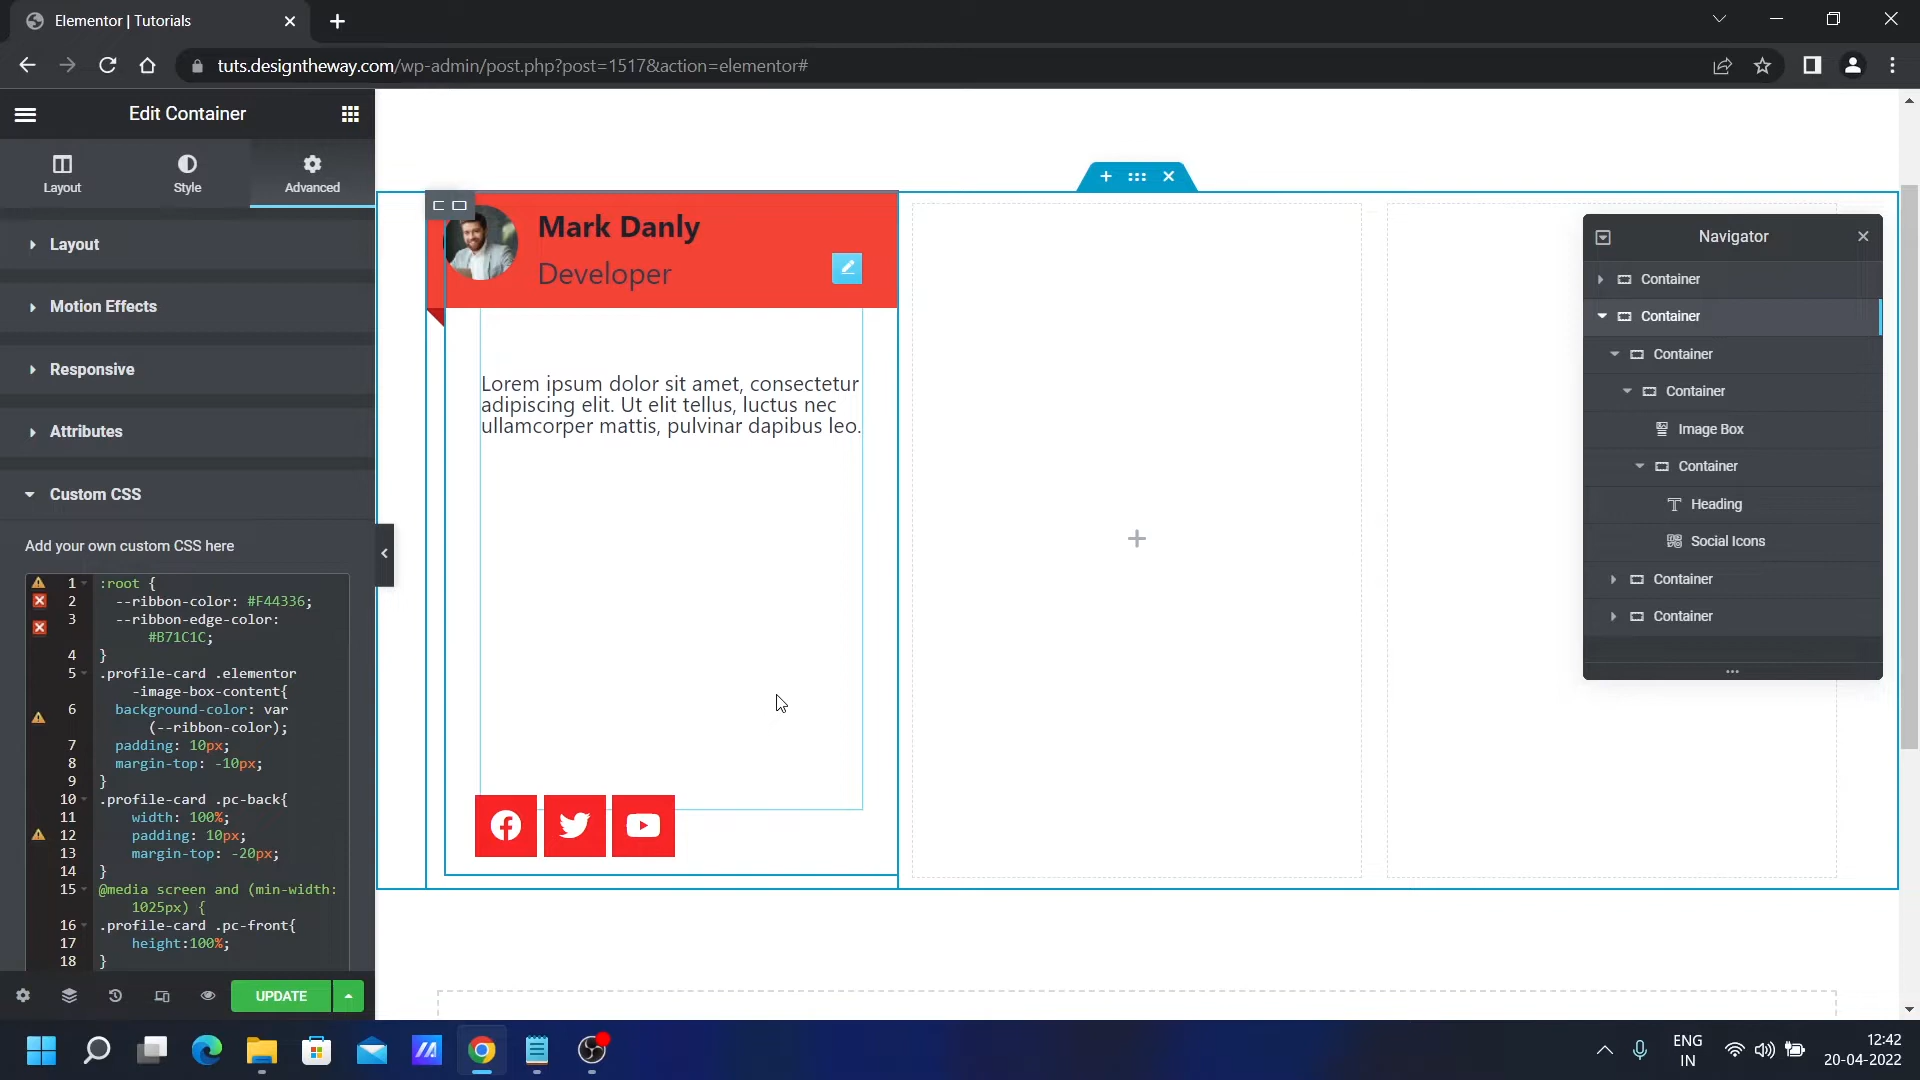 Elementor | Tutorials
tuts.designtheway.com/wp-admin/post.php?post=1517&action=elementor#
Edit Container
Layout
Style
Advanced
Layout
Motion Effects
Responsive
Attributes
Custom CSS
Add your own custom CSS here
1 :root {
2 --ribbon-color: #F44336;
3 --ribbon-edge-color:
#B71C1C;
4 }
5 .profile-card .elementor
-image-box-content{
6 background-color: var
(--ribbon-color);
7 padding: 10px;
8 margin-top: -10px;
9 }
10 .profile-card .pc-back{
11 width: 100%;
12 padding: 10px;
13 margin-top: -20px;
14 }
15 @media screen and (min-width:
1025px) {
16 .profile-card .pc-front{
17 height:100%;
18 }
UPDATE
Mark Danly
Developer
Lorem ipsum dolor sit amet, consectetur
adipiscing elit. Ut elit tellus, luctus nec
ullamcorper mattis, pulvinar dapibus leo.
Navigator
Container
Container
Container
Container
Image Box
Container
Heading
Social Icons
Container
Container
ENG
IN
12:42
20-04-2022